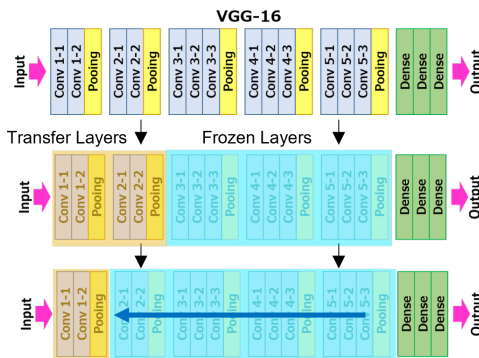 VGG-16
Input
Conv 1-1
Conv 1-2
Pooing
Conv 2-1
Conv 2-2
Pooing
Conv 3-1
Conv 3-2
Conv 3-3
Pooing
Conv 4-1
Conv 4-2
Conv 4-3
Pooing
Conv 5-1
Conv 5-2
Conv 5-3
Pooing
Dense
Dense
Dense
Output
Transfer Layers
Frozen Layers
Input
Conv 1-1
Conv 1-2
Pooing
Conv 2-1
Conv 2-2
Pooing
Conv 3-1
Conv 3-2
Conv 3-3
Pooing
Conv 4-1
Conv 4-2
Conv 4-3
Pooing
Conv 5-1
Conv 5-2
Conv 5-3
Pooing
Dense
Dense
Dense
Output
Input
Conv 1-1
Conv 1-2
Pooing
Conv 2-1
Conv 2-2
Pooing
Conv 3-1
Conv 3-2
Conv 3-3
Pooing
Conv 4-1
Conv 4-2
Conv 4-3
Pooing
Conv 5-1
Conv 5-2
Conv 5-3
Pooing
Dense
Dense
Dense
Output